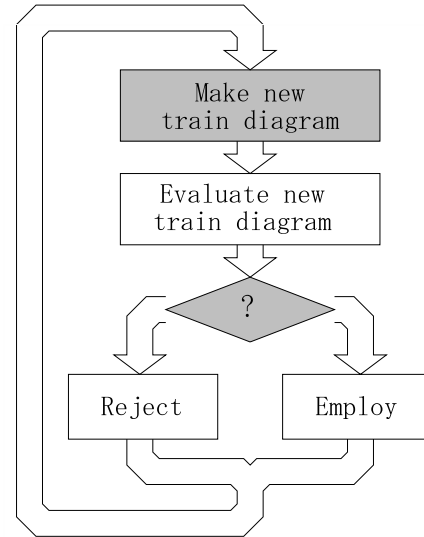 Make new
train diagram
Evaluate new
train diagram
?
Reject
Employ